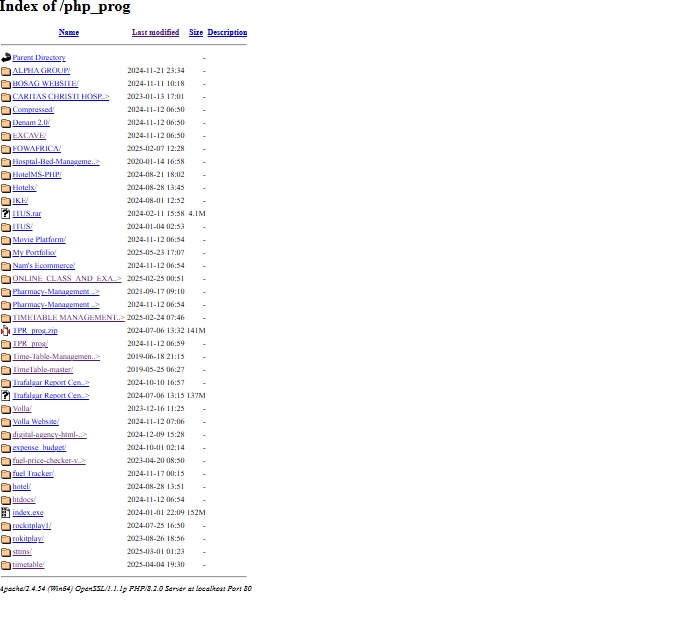 Index of /php_prog
Name Last modified Size Description
Parent Directory -
ALPHA GROUP/ 2024-11-21 23:34 -
BOSAG WEBSITE/ 2024-11-11 10:18 -
CARITAS CHRISTI HOSP..> 2023-01-13 17:01 -
Compressed/ 2024-11-12 06:50 -
Denam 2.0/ 2024-11-12 06:50 -
EXCAVE/ 2024-11-12 06:50 -
FOWAFRICA/ 2025-02-07 12:28 -
Hosptal-Bed-Manageme..> 2020-01-14 16:58 -
HotelMS-PHP/ 2024-08-21 18:02 -
Hotelx/ 2024-08-28 13:45 -
IKE/ 2024-08-01 12:52 -
ITUS.rar 2024-02-11 15:58 4.1M
ITUS/ 2024-01-04 02:53 -
Movie Platform/ 2024-11-12 06:54 -
My Portfolio/ 2025-05-23 17:07 -
Nam's Ecommerce/ 2024-11-12 06:54 -
ONLINE_CLASS_AND_EXA..> 2025-02-25 00:51 -
Pharmacy-Management ..> 2021-09-17 09:10 -
Pharmacy-Management ..> 2024-11-12 06:54 -
TIMETABLE MANAGEMENT..> 2025-02-24 07:46 -
TPR_prog.zip 2024-07-06 13:32 141M
TPR_prog/ 2024-11-12 06:59 -
Time-Table-Managemen..> 2019-06-18 21:15 -
TimeTable-master/ 2019-05-25 06:27 -
Trafalgar Report Cen..> 2024-10-10 16:57 -
Trafalgar Report Cen..> 2024-07-06 13:15 137M
Volla/ 2023-12-16 11:25 -
Volla Website/ 2024-11-12 07:06 -
digital-agency-html-..> 2024-12-09 15:28 -
expense_budget/ 2024-10-01 02:14 -
fuel-price-checker-v..> 2023-04-20 08:50 -
fuel Tracker/ 2024-11-17 00:15 -
hotel/ 2024-08-28 13:51 -
htdocs/ 2024-11-12 06:54 -
index.exe 2024-01-01 22:09 152M
rockitplay1/ 2024-07-25 16:50 -
rokitplay/ 2023-08-26 18:56 -
sttms/ 2025-03-01 01:23 -
timetable/ 2025-04-04 19:30 -
Apache/2.4.54 (Win64) OpenSSL/1.1.1p PHP/8.2.0 Server at localhost Port 80